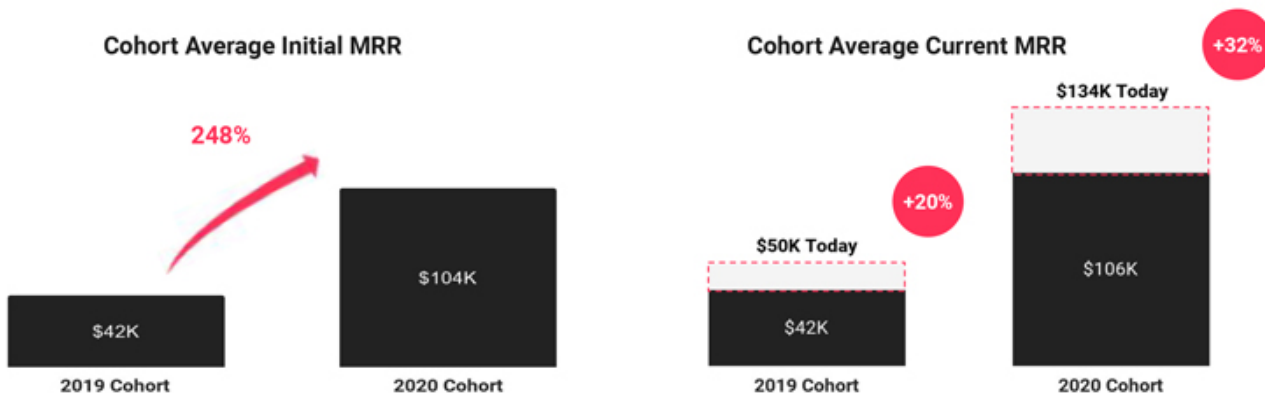 Cohort Average Initial MRR
248%
$42K
$104K
2019 Cohort
2020 Cohort
Cohort Average Current MRR
+32%
$134K Today
+20%
$50K Today
$106K
$42K
2019 Cohort
2020 Cohort